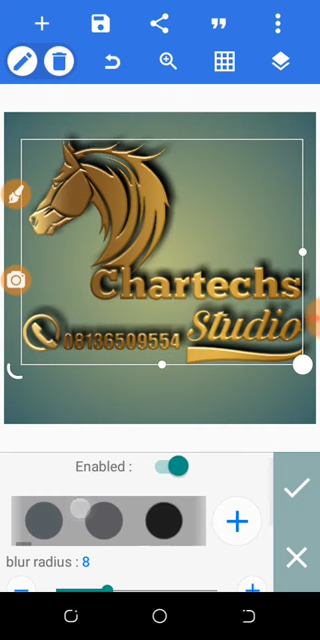 Chartechs
Studio
08136509554
Enabled :
blur radius : 8